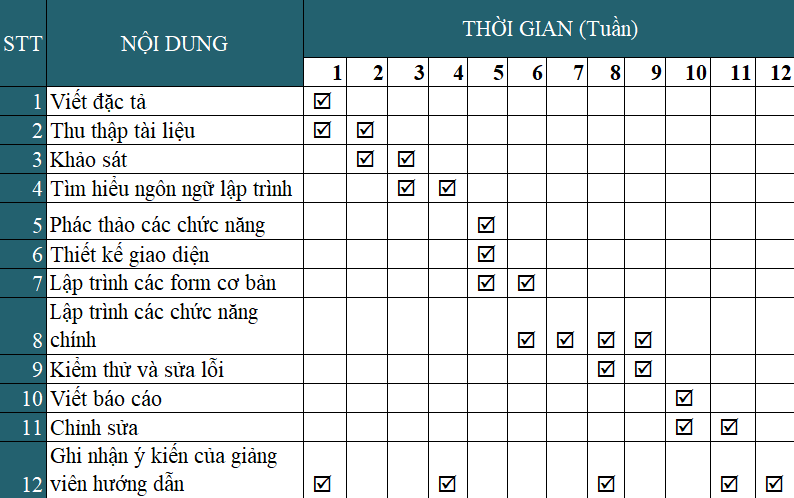 STT NỘI DUNG THỜI GIAN (Tuần)
1 2 3 4 5 6 7 8 9 10 11 12
1 Viết đặc tả ☑
2 Thu thập tài liệu ☑ ☑
3 Khảo sát ☑ ☑
4 Tìm hiểu ngôn ngữ lập trình ☑ ☑
5 Phác thảo các chức năng ☑
6 Thiết kế giao diện ☑
7 Lập trình các form cơ bản ☑ ☑
Lập trình các chức năng
8 chính ☑ ☑ ☑ ☑
9 Kiểm thử và sửa lỗi ☑ ☑
10 Viết báo cáo ☑
11 Chỉnh sửa ☑ ☑
Ghi nhận ý kiến của giảng
12 viên hướng dẫn ☑ ☑ ☑ ☑ ☑